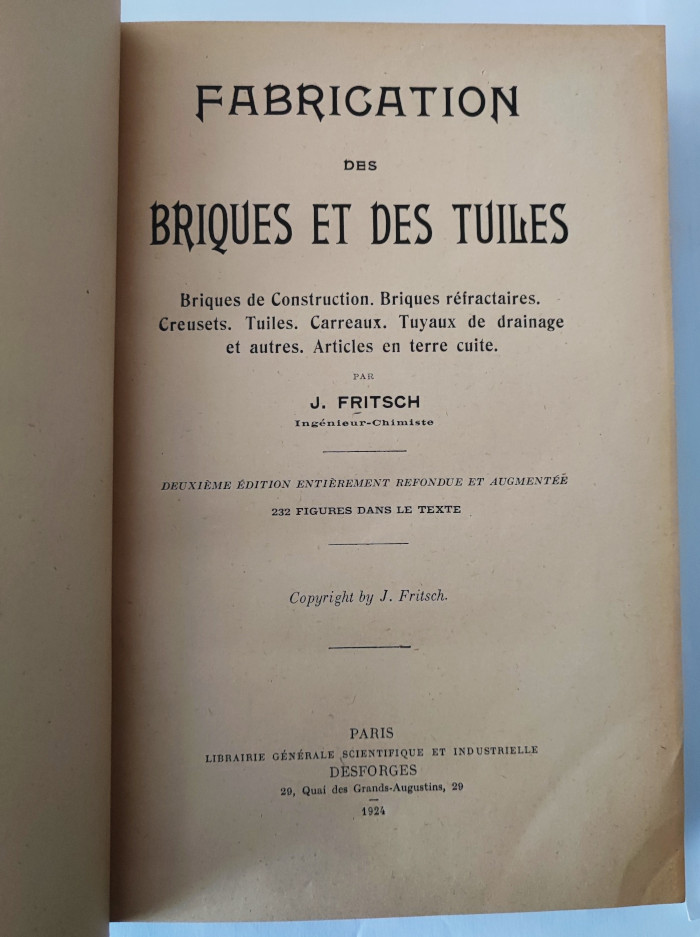 FABRICATION
DES
BRIQUES ET DES TUILES
Briques de Construction. Briques réfractaires.
Creusets. Tuiles. Carreaux. Tuyaux de drainage
et autres. Articles en terre cuite.
PAR
J. FRITSCH
Ingénieur-Chimiste
DEUXIÈME ÉDITION ENTIÈREMENT REFONDUE ET AUGMENTÉE
232 FIGURES DANS LE TEXTE
Copyright by J. Fritsch.
PARIS
LIBRAIRIE GÉNÉRALE SCIENTIFIQUE ET INDUSTRIELLE
DESFORGES
29, Quai des Grands-Augustins, 29
1924